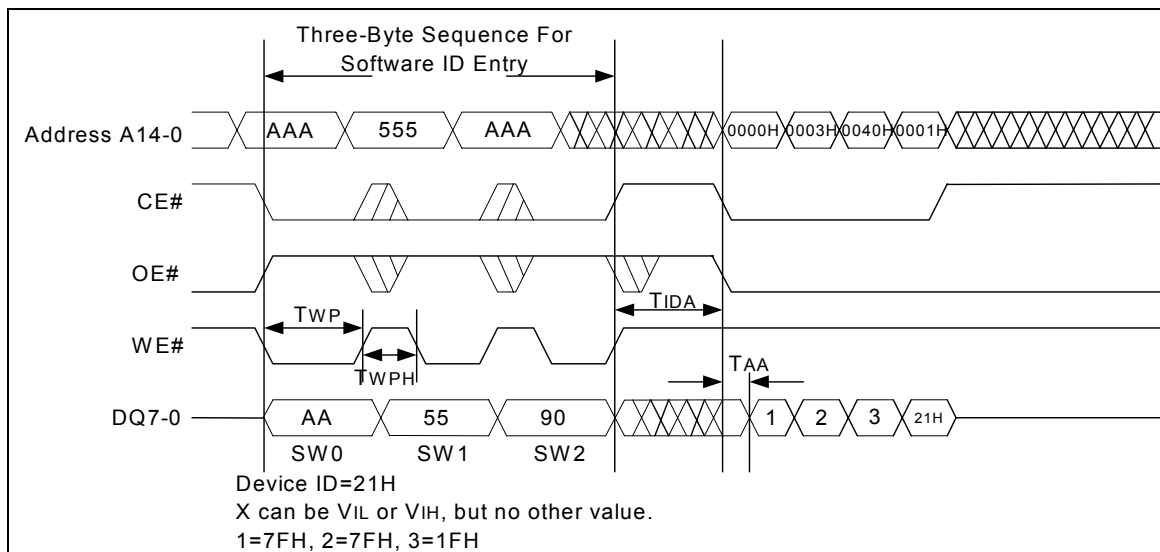 Three-Byte Sequence For
Software ID Entry
Address A14-0
AAA
555
AAA
0000H
0003H
0040H
0001H
CE#
OE#
TIDA
TWP
WE#
TWPH
TAA
DQ7-0
AA
55
90
1
2
3
21H
SW0
SW1
SW2
Device ID=21H
X can be VIL or VIH, but no other value.
1=7FH, 2=7FH, 3=1FH